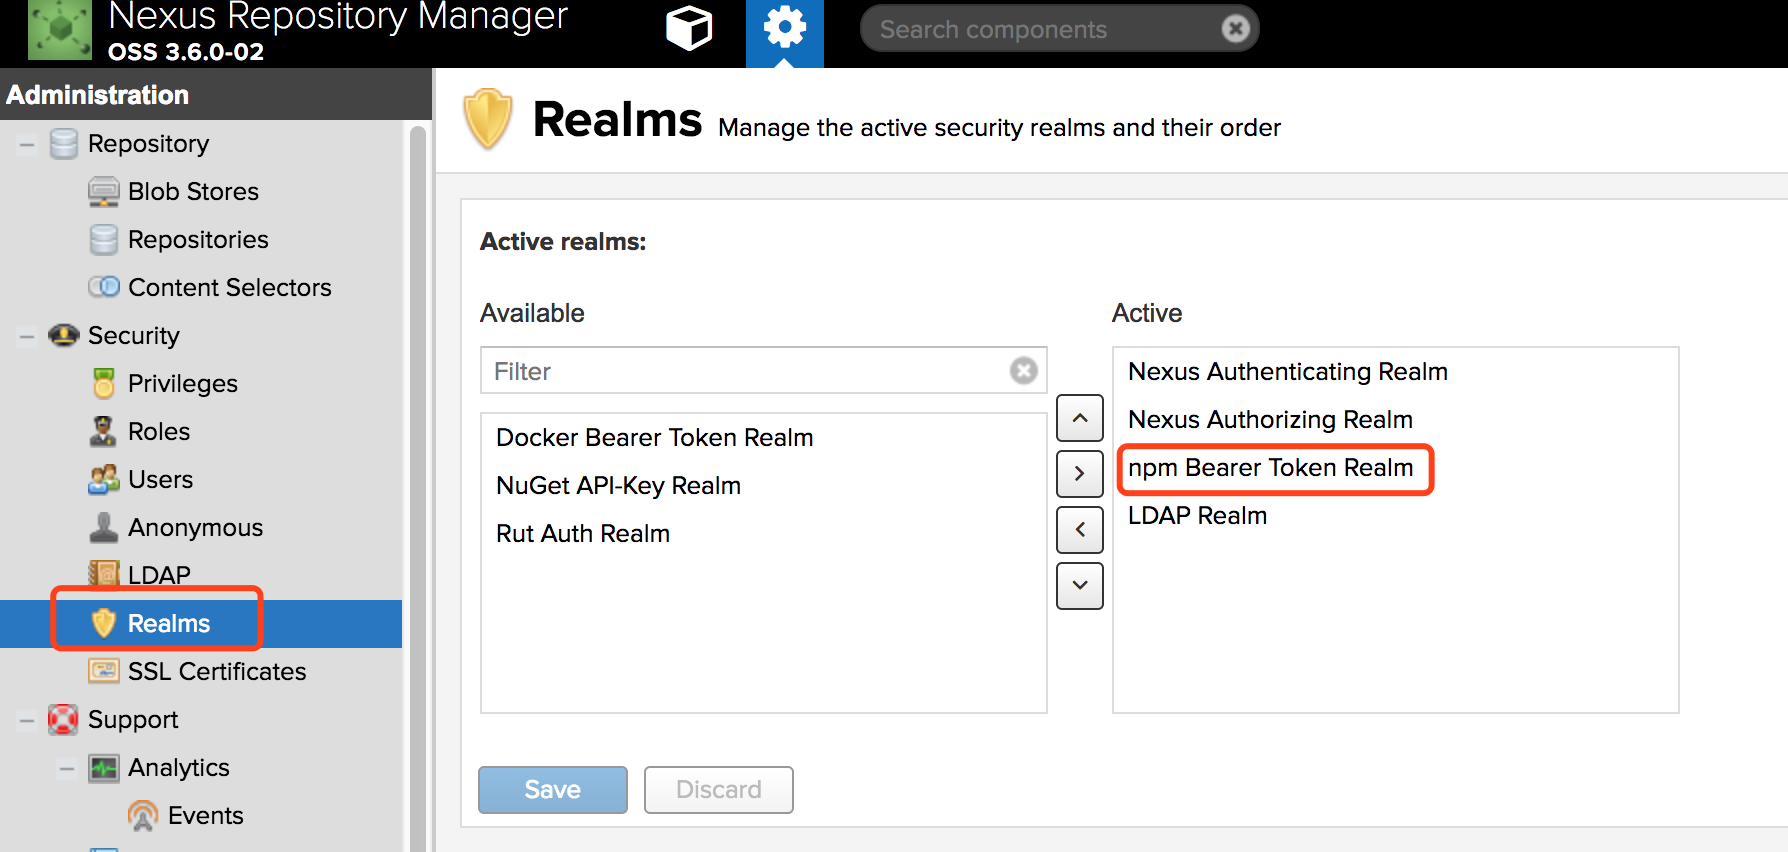 Nexus Repository Manager
OSS 3.6.0-02
Search components
Administration
Repository
Blob Stores
Repositories
Content Selectors
Security
Privileges
Roles
Users
Anonymous
LDAP
Realms
SSL Certificates
Support
Analytics
Events
Realms Manage the active security realms and their order
Active realms:
Available
Filter
Docker Bearer Token Realm
NuGet API-Key Realm
Rut Auth Realm
Active
Nexus Authenticating Realm
Nexus Authorizing Realm
npm Bearer Token Realm
LDAP Realm
Save
Discard